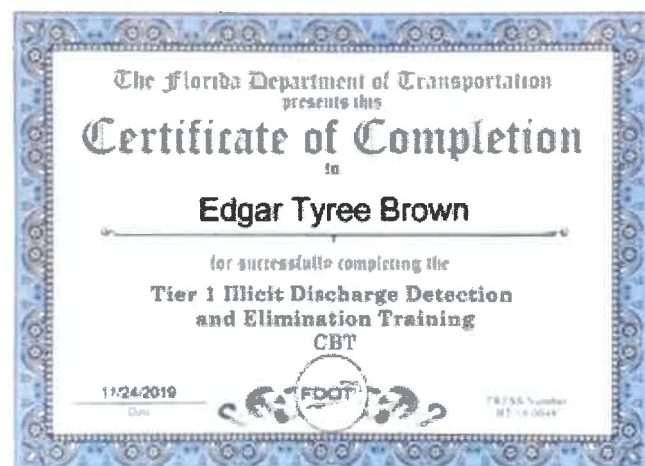 The Florida Department of Transportation
presents this
Certificate of Completion
to
Edgar Tyree Brown
for successfully completing the
Tier 1 Illicit Discharge Detection
and Elimination Training
CBT
11/24/2019
Date
FDOT
Number